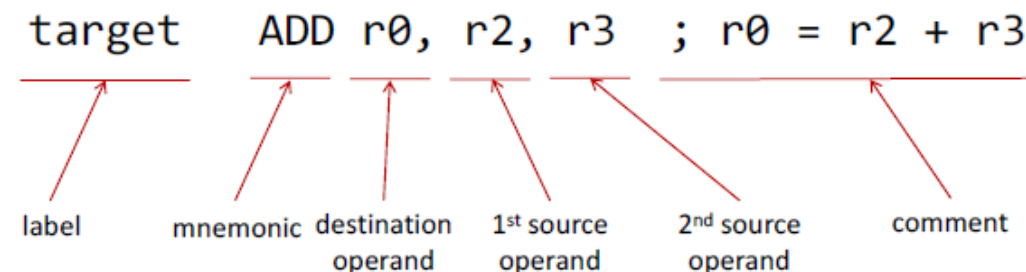 target ADD r0, r2, r3 ; r0 = r2 + r3
label mnemonic destination operand 1st source operand 2nd source operand comment